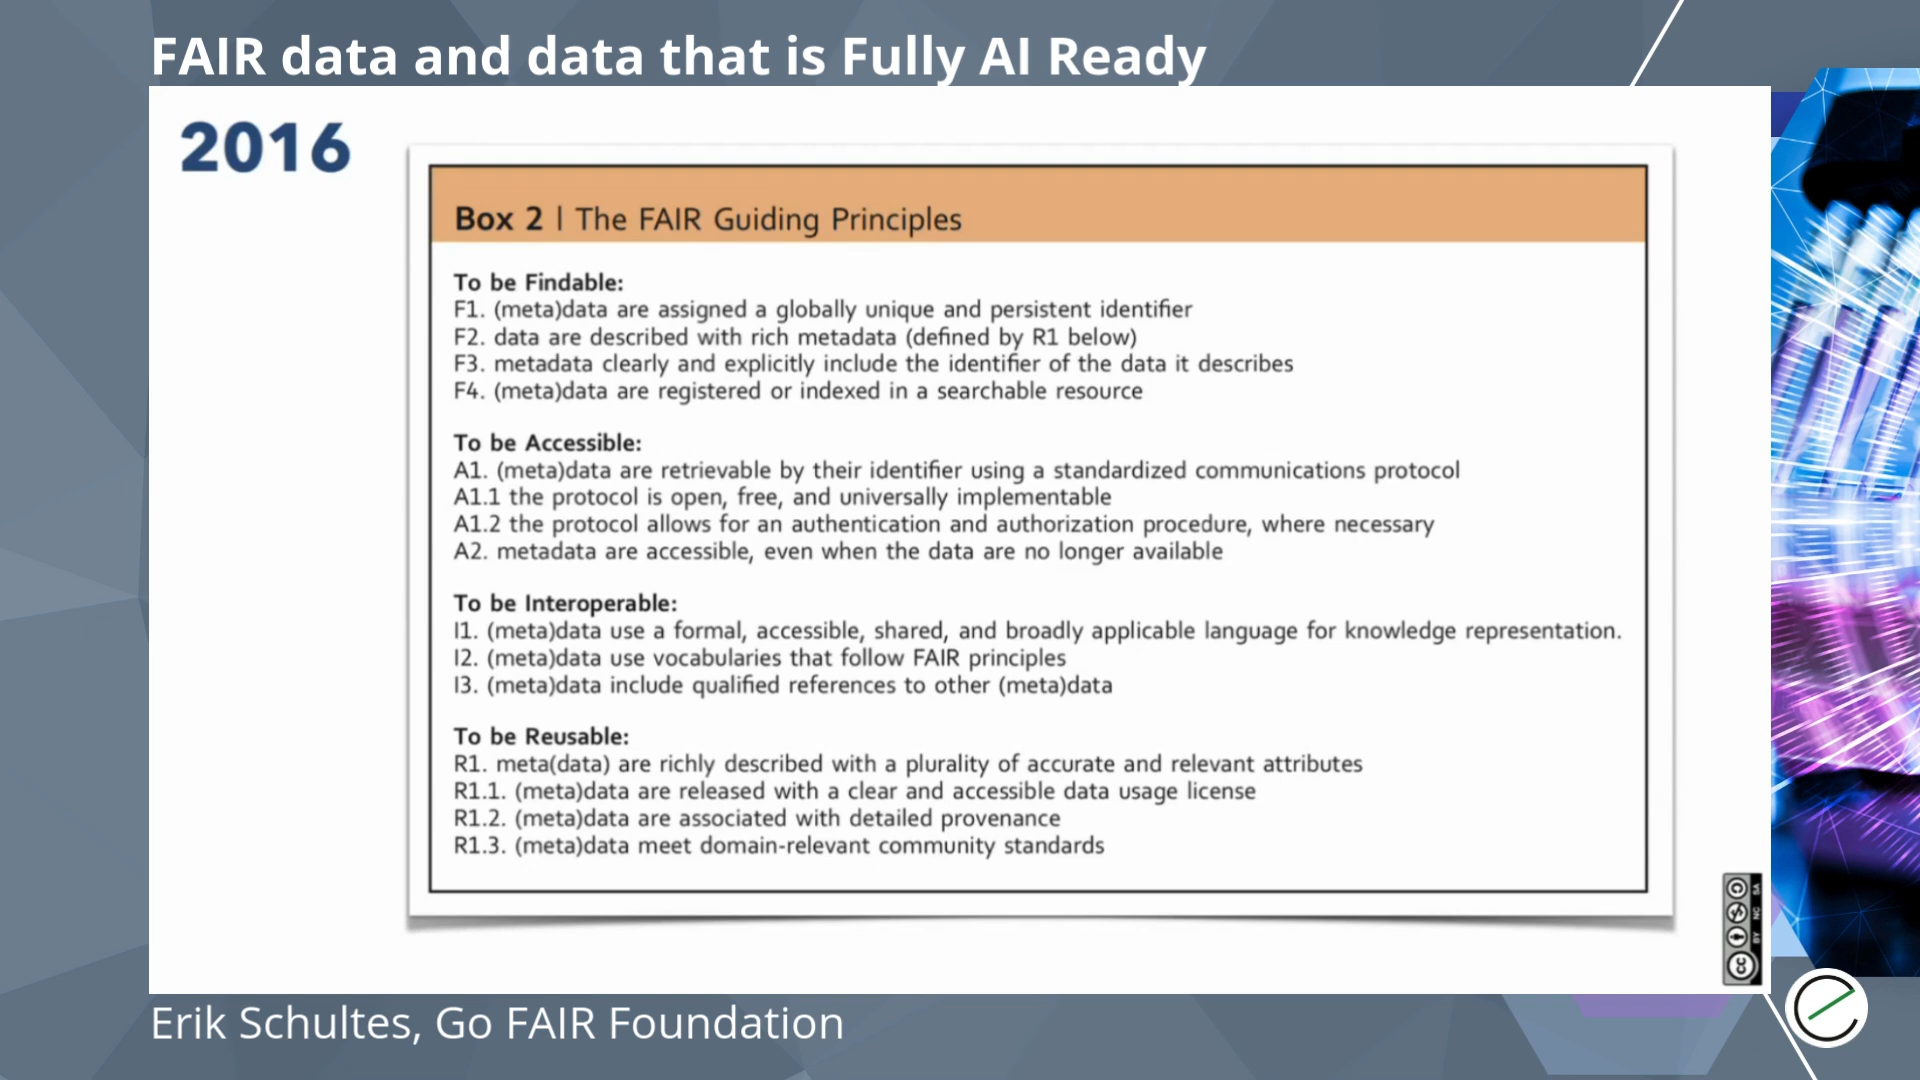 FAIR data and data that is Fully AI Ready
2016
Box 2 | The FAIR Guiding Principles
To be Findable:
F1. (meta)data are assigned a globally unique and persistent identifier
F2. data are described with rich metadata (defined by R1 below)
F3. metadata clearly and explicitly include the identifier of the data it describes
F4. (meta)data are registered or indexed in a searchable resource
To be Accessible:
A1. (meta)data are retrievable by their identifier using a standardized communications protocol
A1.1 the protocol is open, free, and universally implementable
A1.2 the protocol allows for an authentication and authorization procedure, where necessary
A2. metadata are accessible, even when the data are no longer available
To be Interoperable:
I1. (meta)data use a formal, accessible, shared, and broadly applicable language for knowledge representation.
I2. (meta)data use vocabularies that follow FAIR principles
I3. (meta)data include qualified references to other (meta)data
To be Reusable:
R1. meta(data) are richly described with a plurality of accurate and relevant attributes
R1.1. (meta)data are released with a clear and accessible data usage license
R1.2. (meta)data are associated with detailed provenance
R1.3. (meta)data meet domain-relevant community standards
cc BY NC SA
Erik Schultes, Go FAIR Foundation